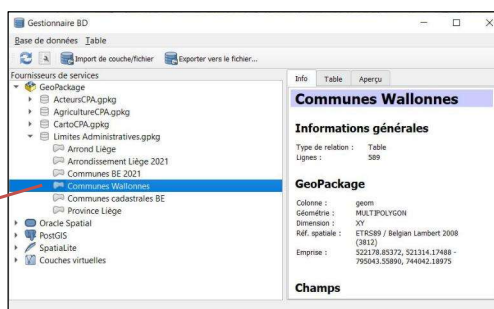 Gestionnaire BD
Base de données Table
Import de couche/fichier Exporter vers le fichier...
Fournisseurs de services
GeoPackage
ActeursCPA.gpkg
AgricultureCPA.gpkg
CartoCPA.gpkg
Limites Administratives.gpkg
Arrond Liège
Arrondissement Liège 2021
Communes BE 2021
Communes Wallonnes
Communes cadastrales BE
Province Liège
Oracle Spatial
PostGIS
SpatiaLite
Couches virtuelles
Info Table Aperçu
Communes Wallonnes
Informations générales
Type de relation : Table
Lignes : 589
GeoPackage
Colonne : geom
Géométrie : MULTIPOLYGON
Dimension : XY
Réf. spatiale : ETRS89 / Belgian Lambert 2008
(3812)
Emprise : 522178.85372, 521314.17488 -
795043.55890, 744042.18975
Champs